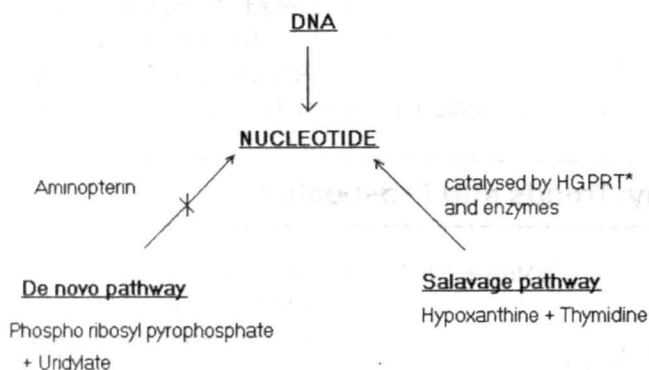 DNA
NUCLEOTIDE
Aminopterin
catalysed by HGPRT*
and enzymes
De novo pathway
Phospho ribosyl pyrophosphate
+ Uridylate
Salavage pathway
Hypoxanthine + Thymidine